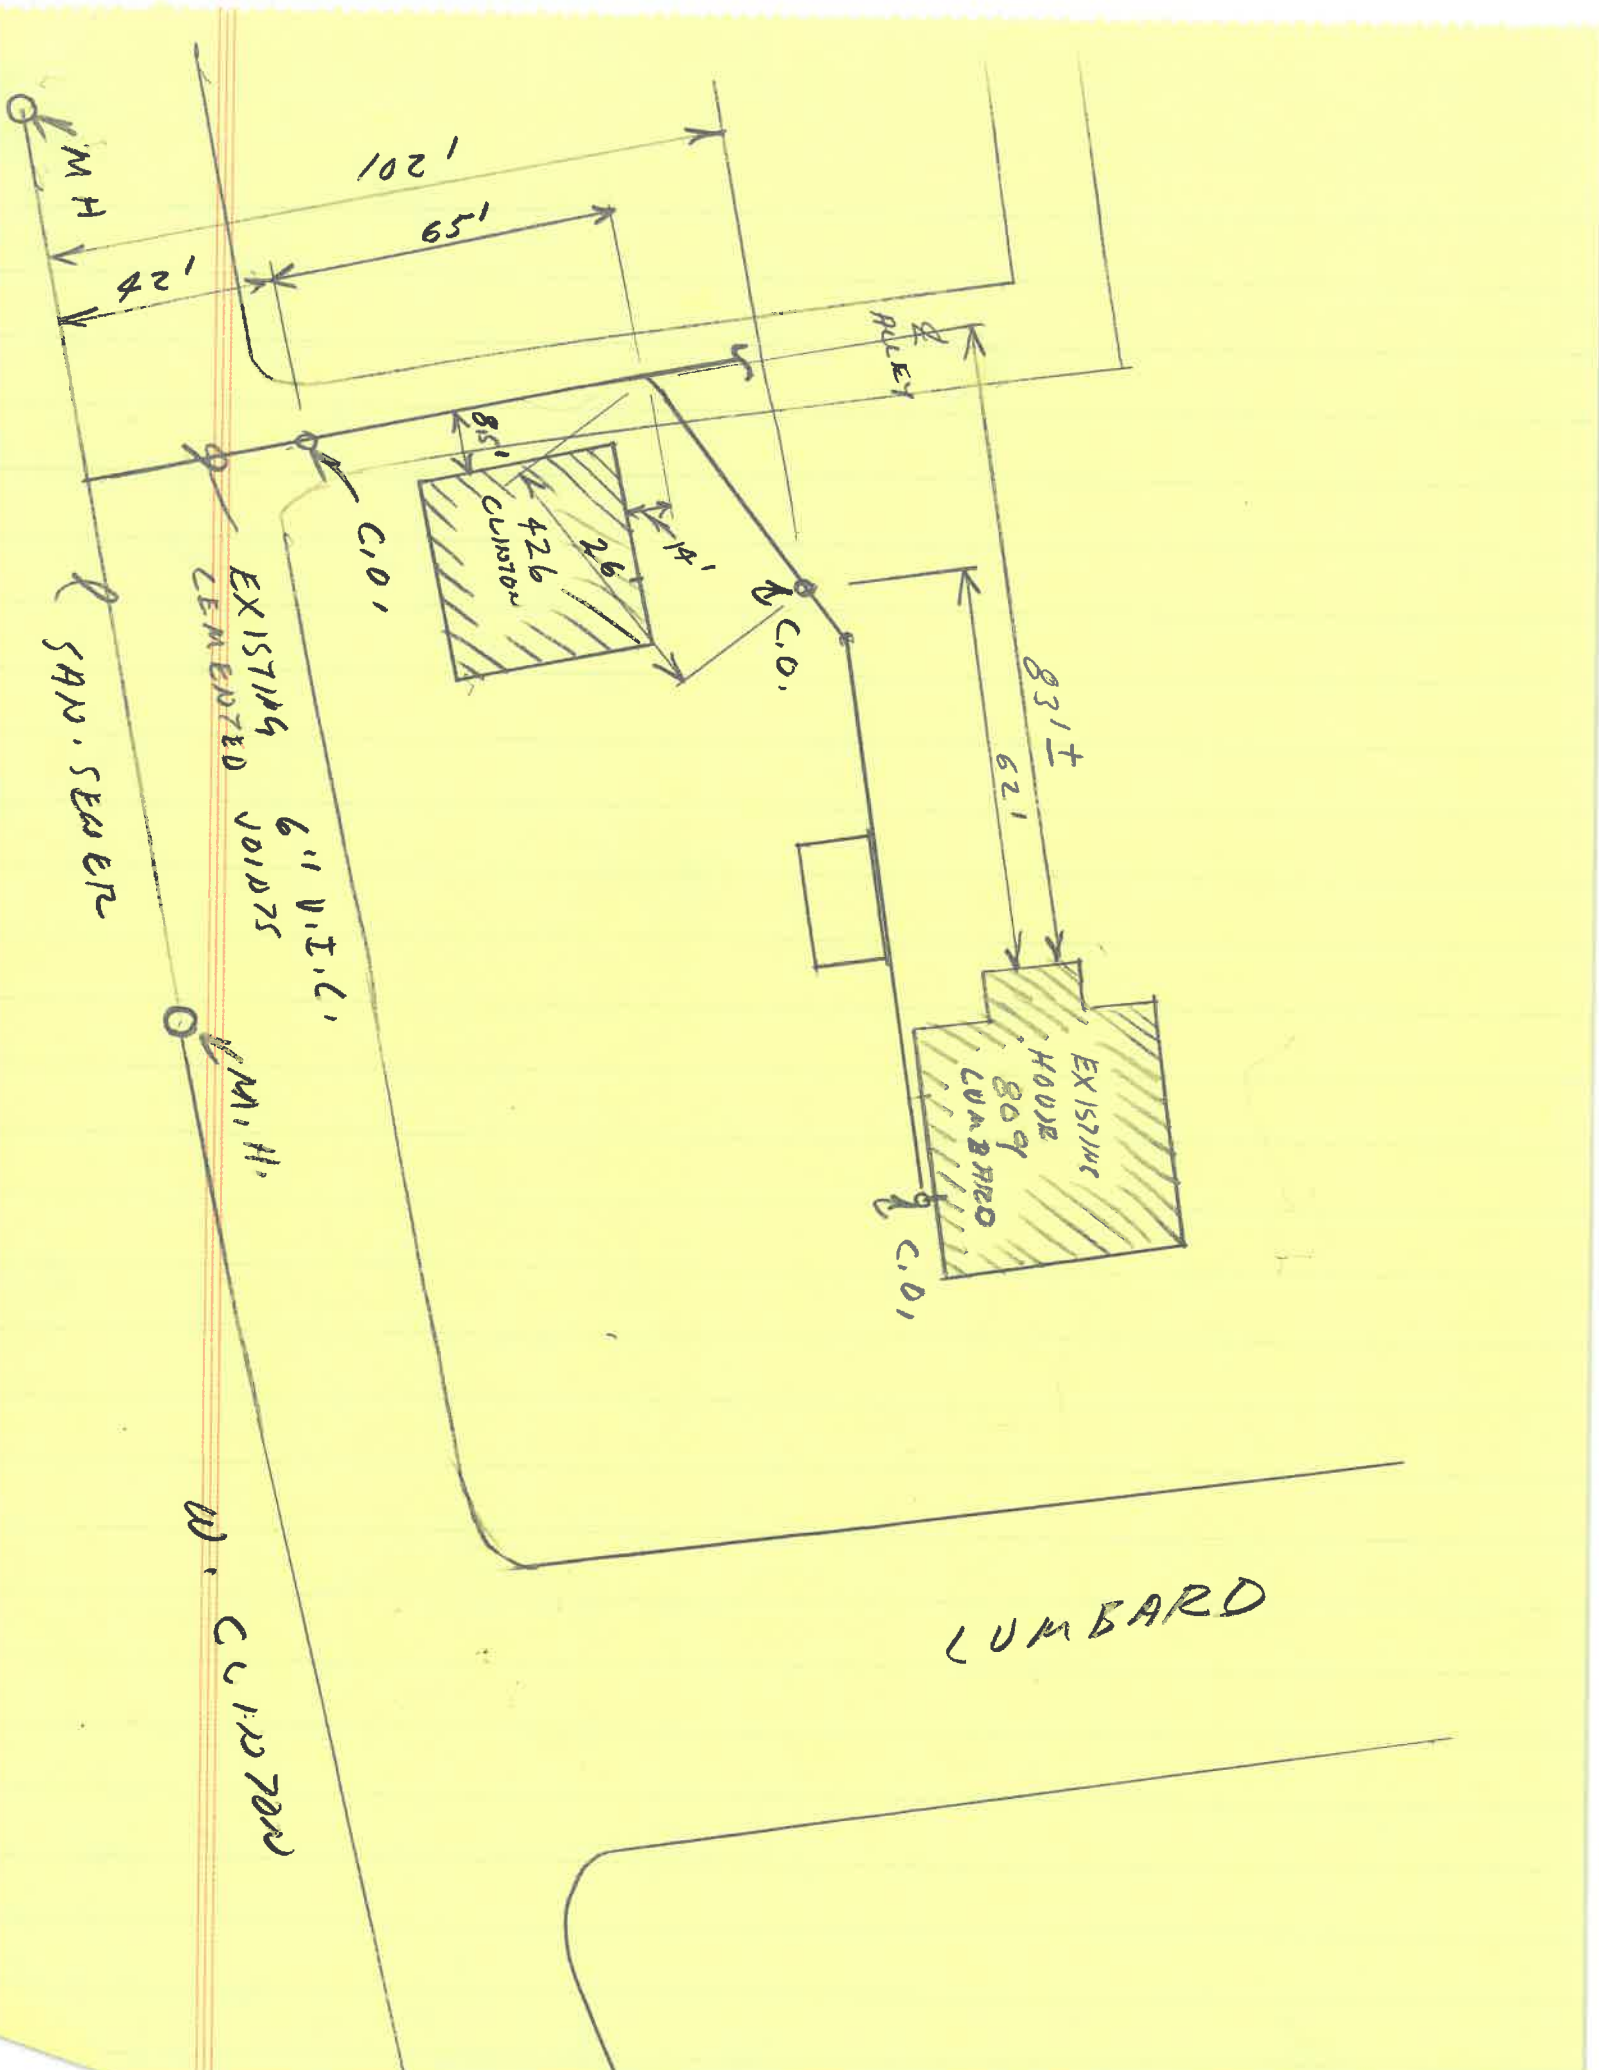 LUMBARD
83'±
62'
℄
ALLEY
EXISTING
HOUSE
809
LUMBARD
C.O.
C.O.
14'
26'
426
CLINTON
8.5'
102'
65'
42'
C.O.
6" V.I.C.
EXISTING
CEMENTED JOINTS
MH
SAN. SEWER
M.H.
W. CLINTON